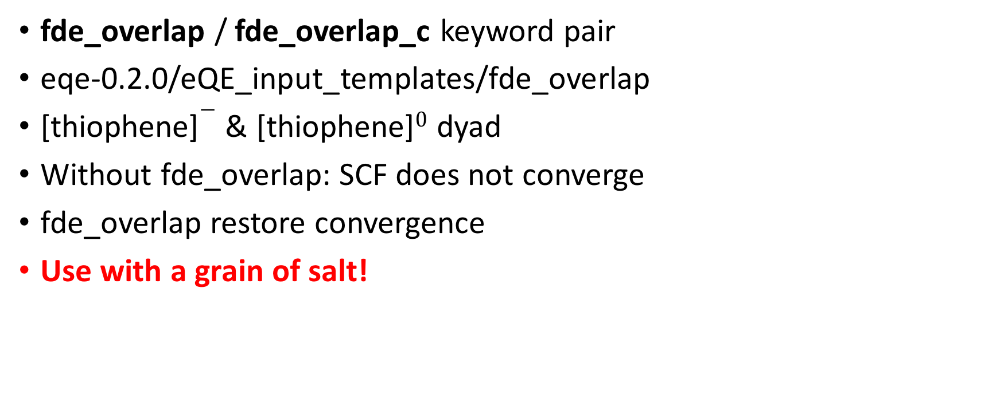 • fde_overlap / fde_overlap_c keyword pair
• eqe-0.2.0/eQE_input_templates/fde_overlap
• [thiophene]⁻ & [thiophene]⁰ dyad
• Without fde_overlap: SCF does not converge
• fde_overlap restore convergence
• Use with a grain of salt!